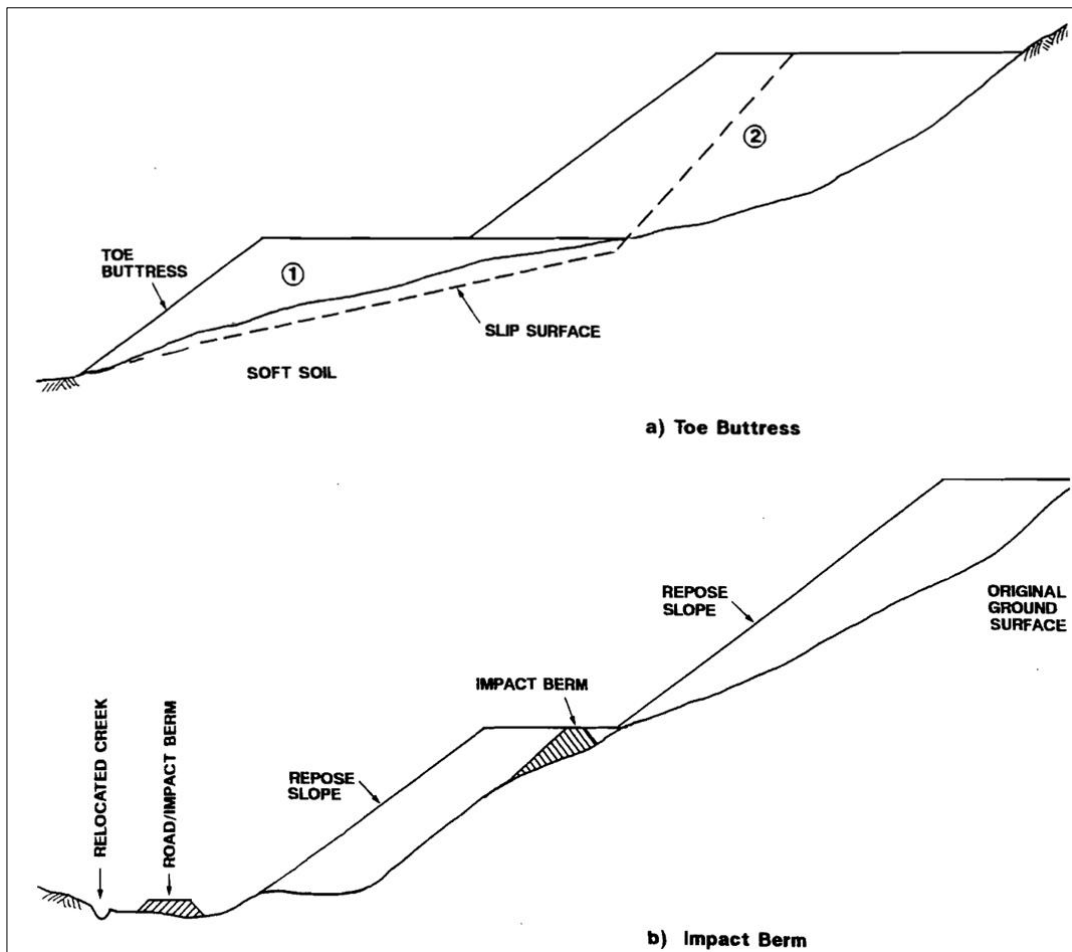 ②
TOE
BUTTRESS
①
SLIP SURFACE
SOFT SOIL
a) Toe Buttress
REPOSE
SLOPE
ORIGINAL
GROUND
SURFACE
IMPACT BERM
RELOCATED CREEK
ROAD/IMPACT BERM
REPOSE
SLOPE
b) Impact Berm